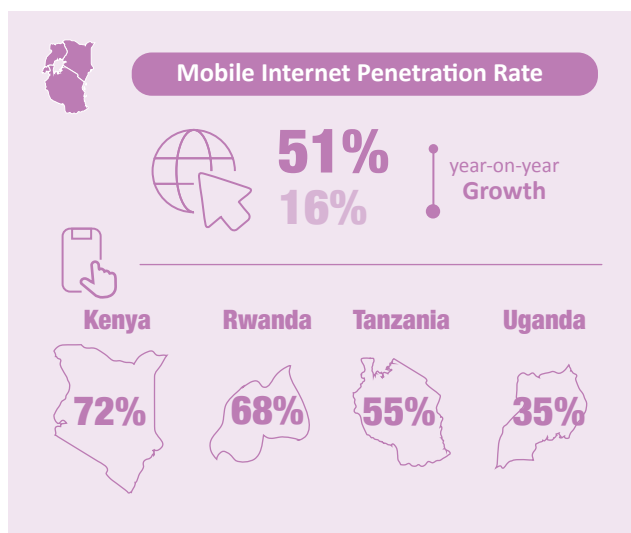 Mobile Internet Penetration Rate
51%
16%
year-on-year
Growth
Kenya Rwanda Tanzania Uganda
72% 68% 55% 35%